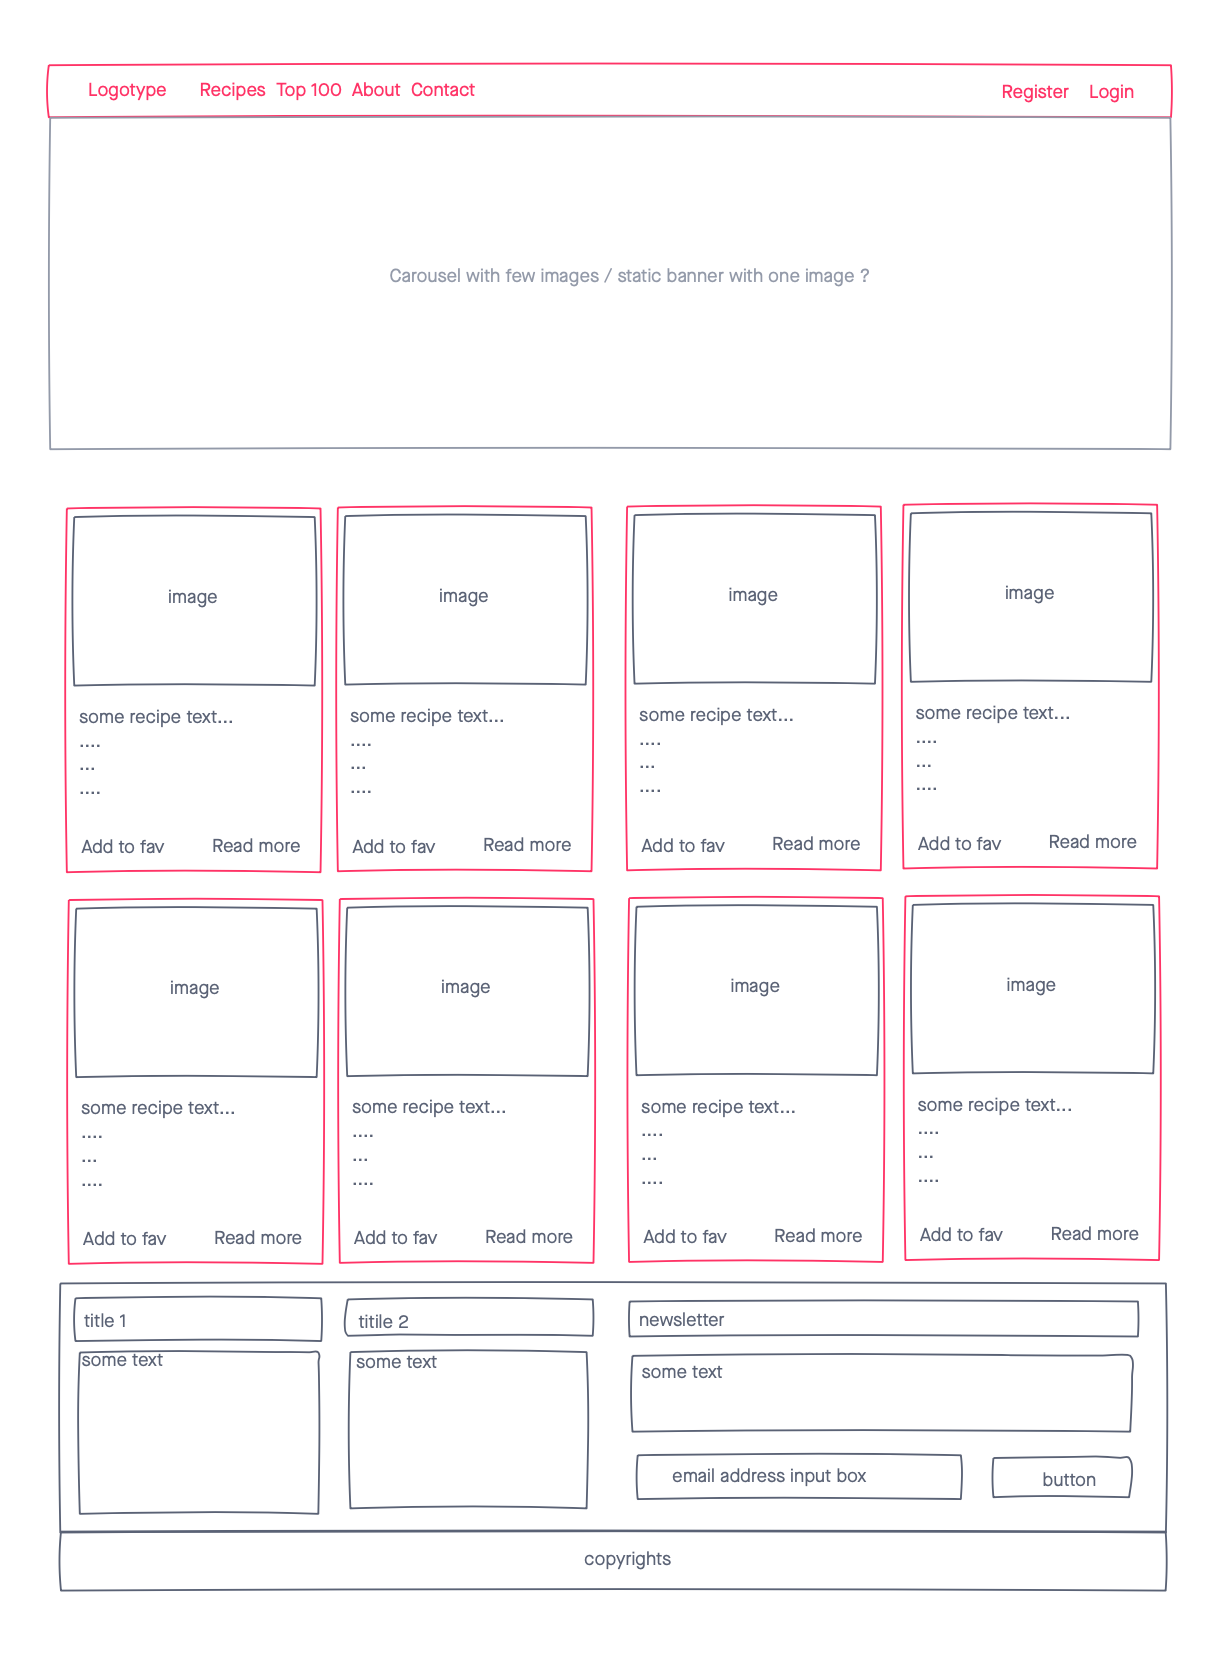 Logotype Recipes Top 100 About Contact Register Login
Carousel with few images / static banner with one image ?
image
some recipe text...
....
...
....
Add to fav Read more
image
some recipe text...
....
...
....
Add to fav Read more
image
some recipe text...
....
...
....
Add to fav Read more
image
some recipe text...
....
...
....
Add to fav Read more
image
some recipe text...
....
...
....
Add to fav Read more
image
some recipe text...
....
...
....
Add to fav Read more
image
some recipe text...
....
...
....
Add to fav Read more
image
some recipe text...
....
...
....
Add to fav Read more
title 1
some text
titile 2
some text
newsletter
some text
email address input box
button
copyrights